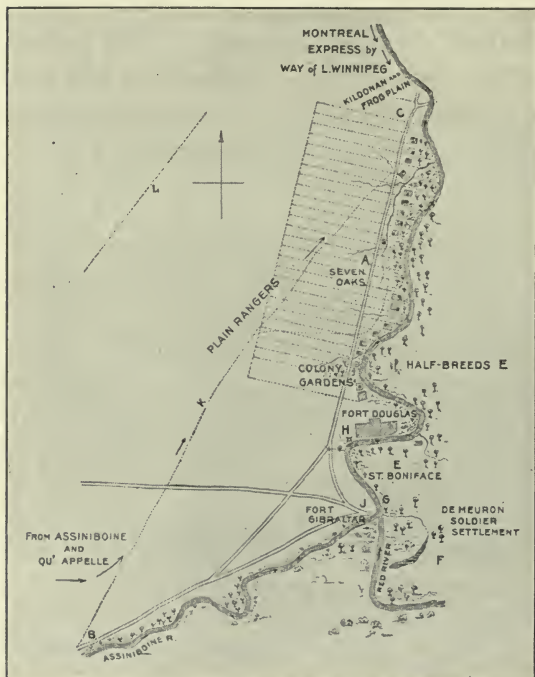 MONTREAL
EXPRESS by
WAY of L. WINNIPEG
KILDONAN AND
FROG PLAIN
C
L
PLAIN RANGERS
A
SEVEN
OAKS
K
COLONY
GARDENS
HALF-BREEDS E
FORT DOUGLAS
H
E
ST. BONIFACE
J
G
FORT
GIBRALTAR
DE MEURON
SOLDIER
SETTLEMENT
F
RED RIVER
FROM ASSINIBOINE
AND
QU' APPELLE
B
ASSINIBOINE R.